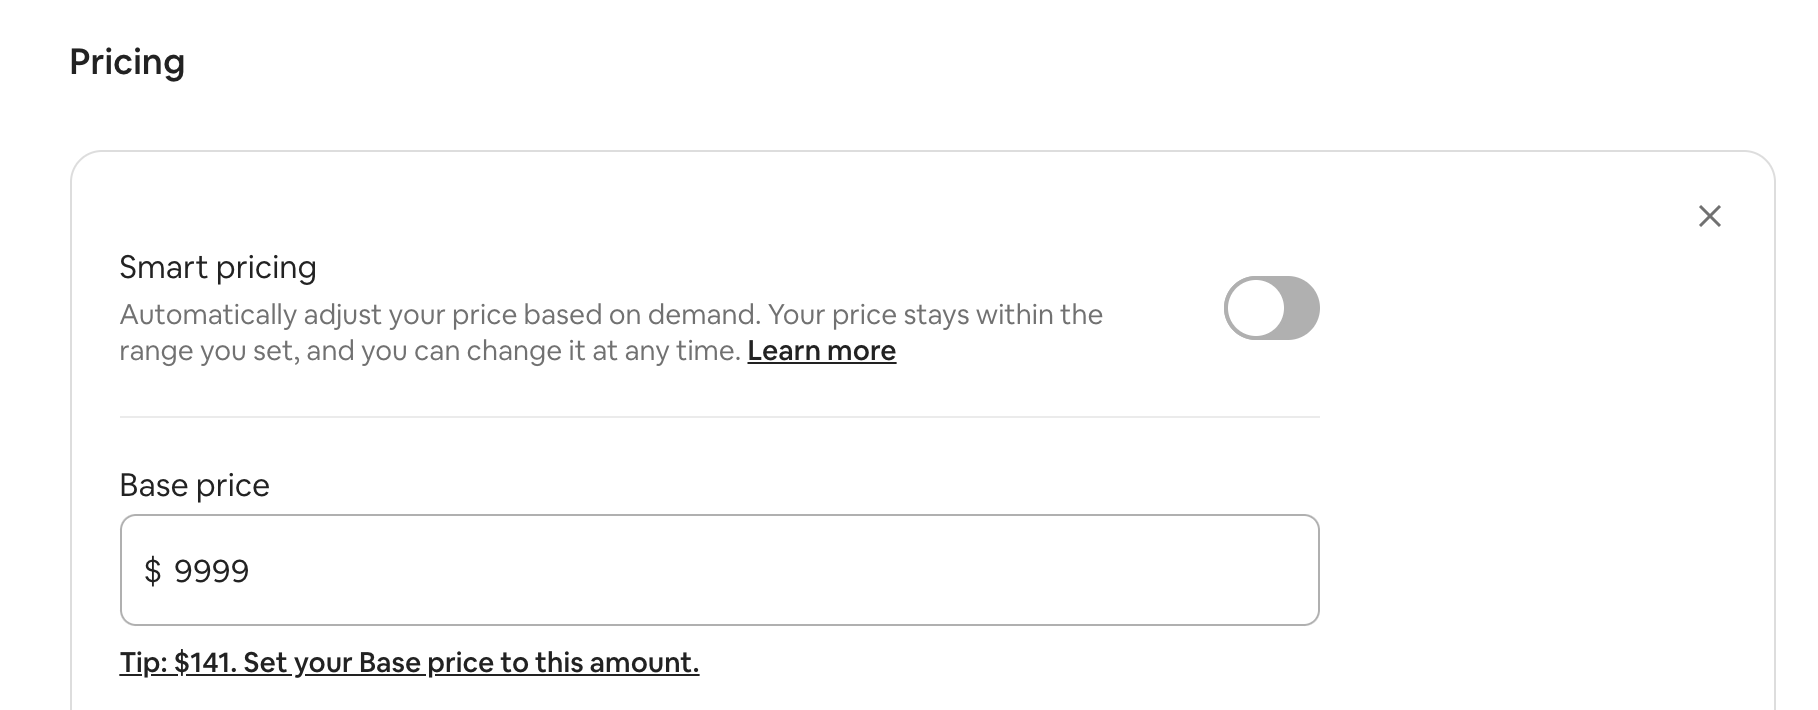 Pricing
Smart pricing
Automatically adjust your price based on demand. Your price stays within the
range you set, and you can change it at any time. Learn more
Base price
$ 9999
Tip: $141. Set your Base price to this amount.